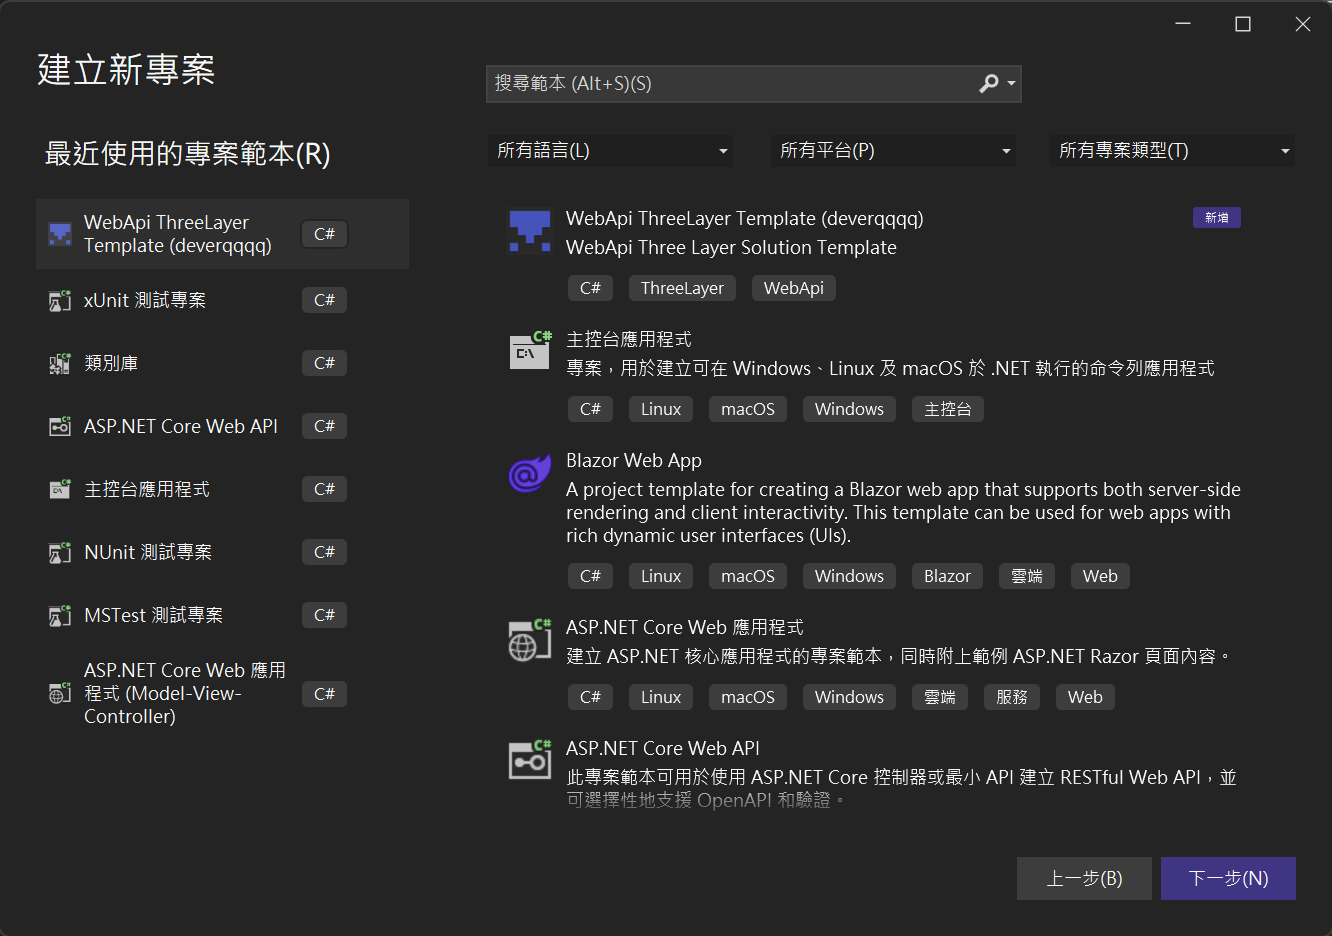 建立新專案
搜尋範本 (Alt+S)(S)
最近使用的專案範本(R)
所有語言(L)
所有平台(P)
所有專案類型(T)
WebApi ThreeLayer
Template (deverqqqq)
C#
xUnit 測試專案
C#
類別庫
C#
ASP.NET Core Web API
C#
主控台應用程式
C#
NUnit 測試專案
C#
MSTest 測試專案
C#
ASP.NET Core Web 應用
程式 (Model-View-
Controller)
C#
WebApi ThreeLayer Template (deverqqqq)
新增
WebApi Three Layer Solution Template
C# ThreeLayer WebApi
C:\
主控台應用程式
專案，用於建立可在 Windows、Linux 及 macOS 於 .NET 執行的命令列應用程式
C# Linux macOS Windows 主控台
Blazor Web App
A project template for creating a Blazor web app that supports both server-side
rendering and client interactivity. This template can be used for web apps with
rich dynamic user interfaces (UIs).
C# Linux macOS Windows Blazor 雲端 Web
ASP.NET Core Web 應用程式
建立 ASP.NET 核心應用程式的專案範本，同時附上範例 ASP.NET Razor 頁面內容。
C# Linux macOS Windows 雲端 服務 Web
ASP.NET Core Web API
此專案範本可用於使用 ASP.NET Core 控制器或最小 API 建立 RESTful Web API，並
可選擇性地支援 OpenAPI 和驗證。
上一步(B)
下一步(N)